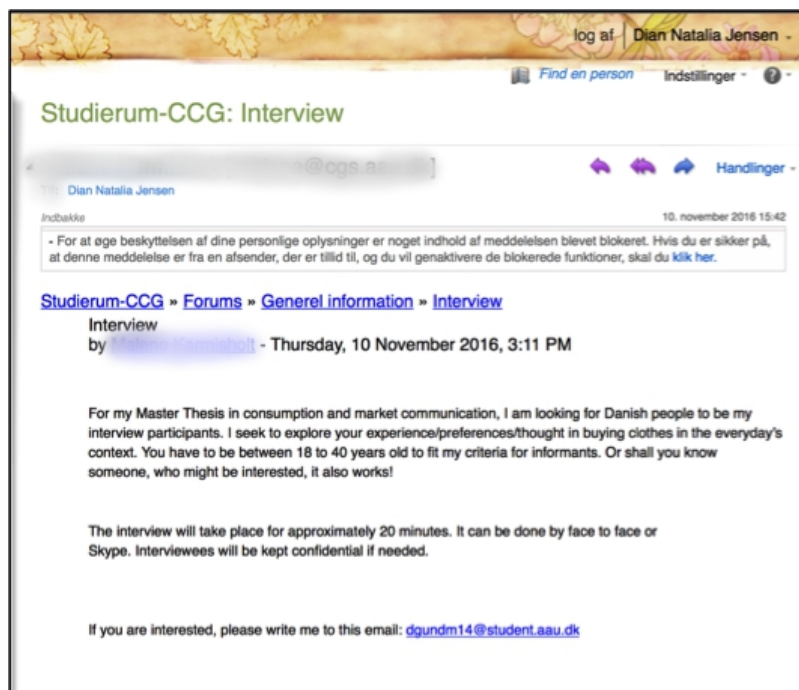 log af | Dian Natalia Jensen
Find en person Indstillinger
Studierum-CCG: Interview
Handlinger
Til: Dian Natalia Jensen
Indbakke 10. november 2016 15:42
- For at øge beskyttelsen af dine personlige oplysninger er noget indhold af meddelelsen blevet blokeret. Hvis du er sikker på,
at denne meddelelse er fra en afsender, der er tillid til, og du vil genaktivere de blokerede funktioner, skal du klik her.
Studierum-CCG » Forums » Generel information » Interview
Interview
by - Thursday, 10 November 2016, 3:11 PM
For my Master Thesis in consumption and market communication, I am looking for Danish people to be my
interview participants. I seek to explore your experience/preferences/thought in buying clothes in the everyday's
context. You have to be between 18 to 40 years old to fit my criteria for informants. Or shall you know
someone, who might be interested, it also works!
The interview will take place for approximately 20 minutes. It can be done by face to face or
Skype. Interviewees will be kept confidential if needed.
If you are interested, please write me to this email: dgundm14@student.aau.dk